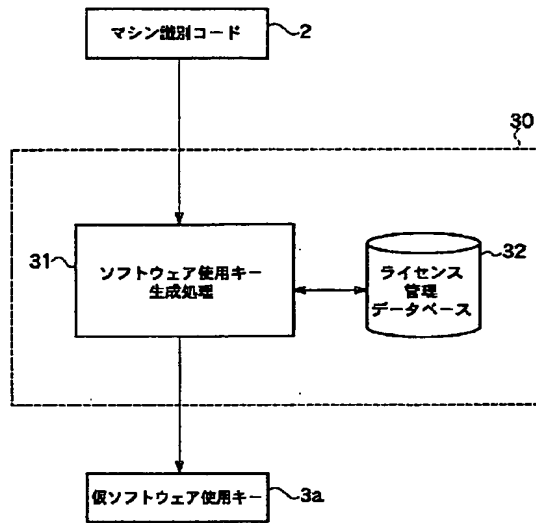 マシン識別コード
2
30
31
ソフトウェア使用キー
生成処理
32
ライセンス
管理
データベース
仮ソフトウェア使用キー
3a